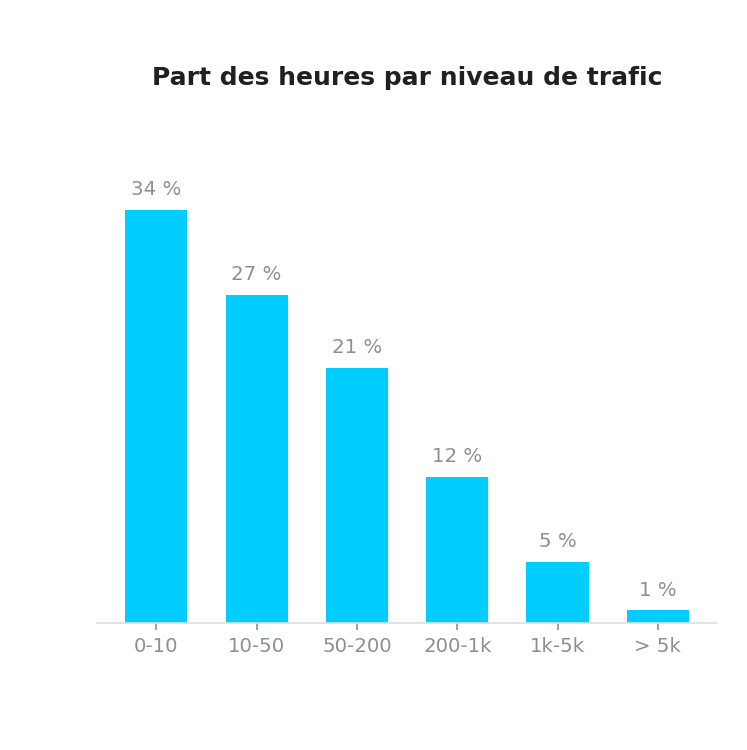 Part des heures par niveau de trafic
34 %
27 %
21 %
12 %
5 %
1 %
0-10
10-50
50-200
200-1k
1k-5k
> 5k